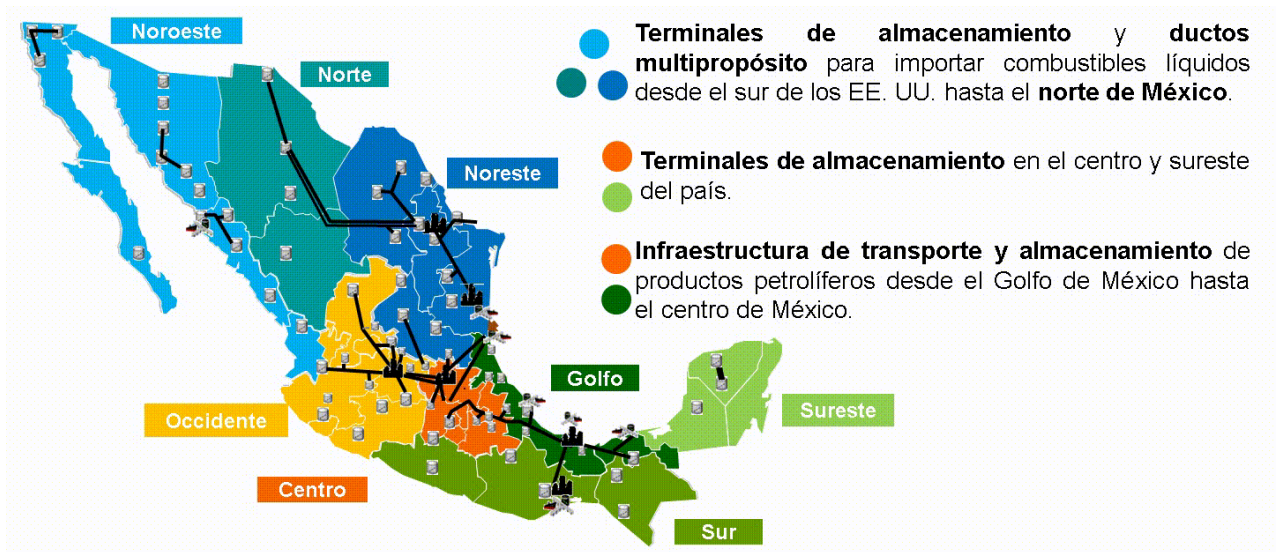 Noroeste
Norte
Noreste
Occidente
Centro
Golfo
Sureste
Sur
Terminales de almacenamiento y ductos
multipropósito para importar combustibles líquidos
desde el sur de los EE. UU. hasta el norte de México.
Terminales de almacenamiento en el centro y sureste
del país.
Infraestructura de transporte y almacenamiento de
productos petrolíferos desde el Golfo de México hasta
el centro de México.